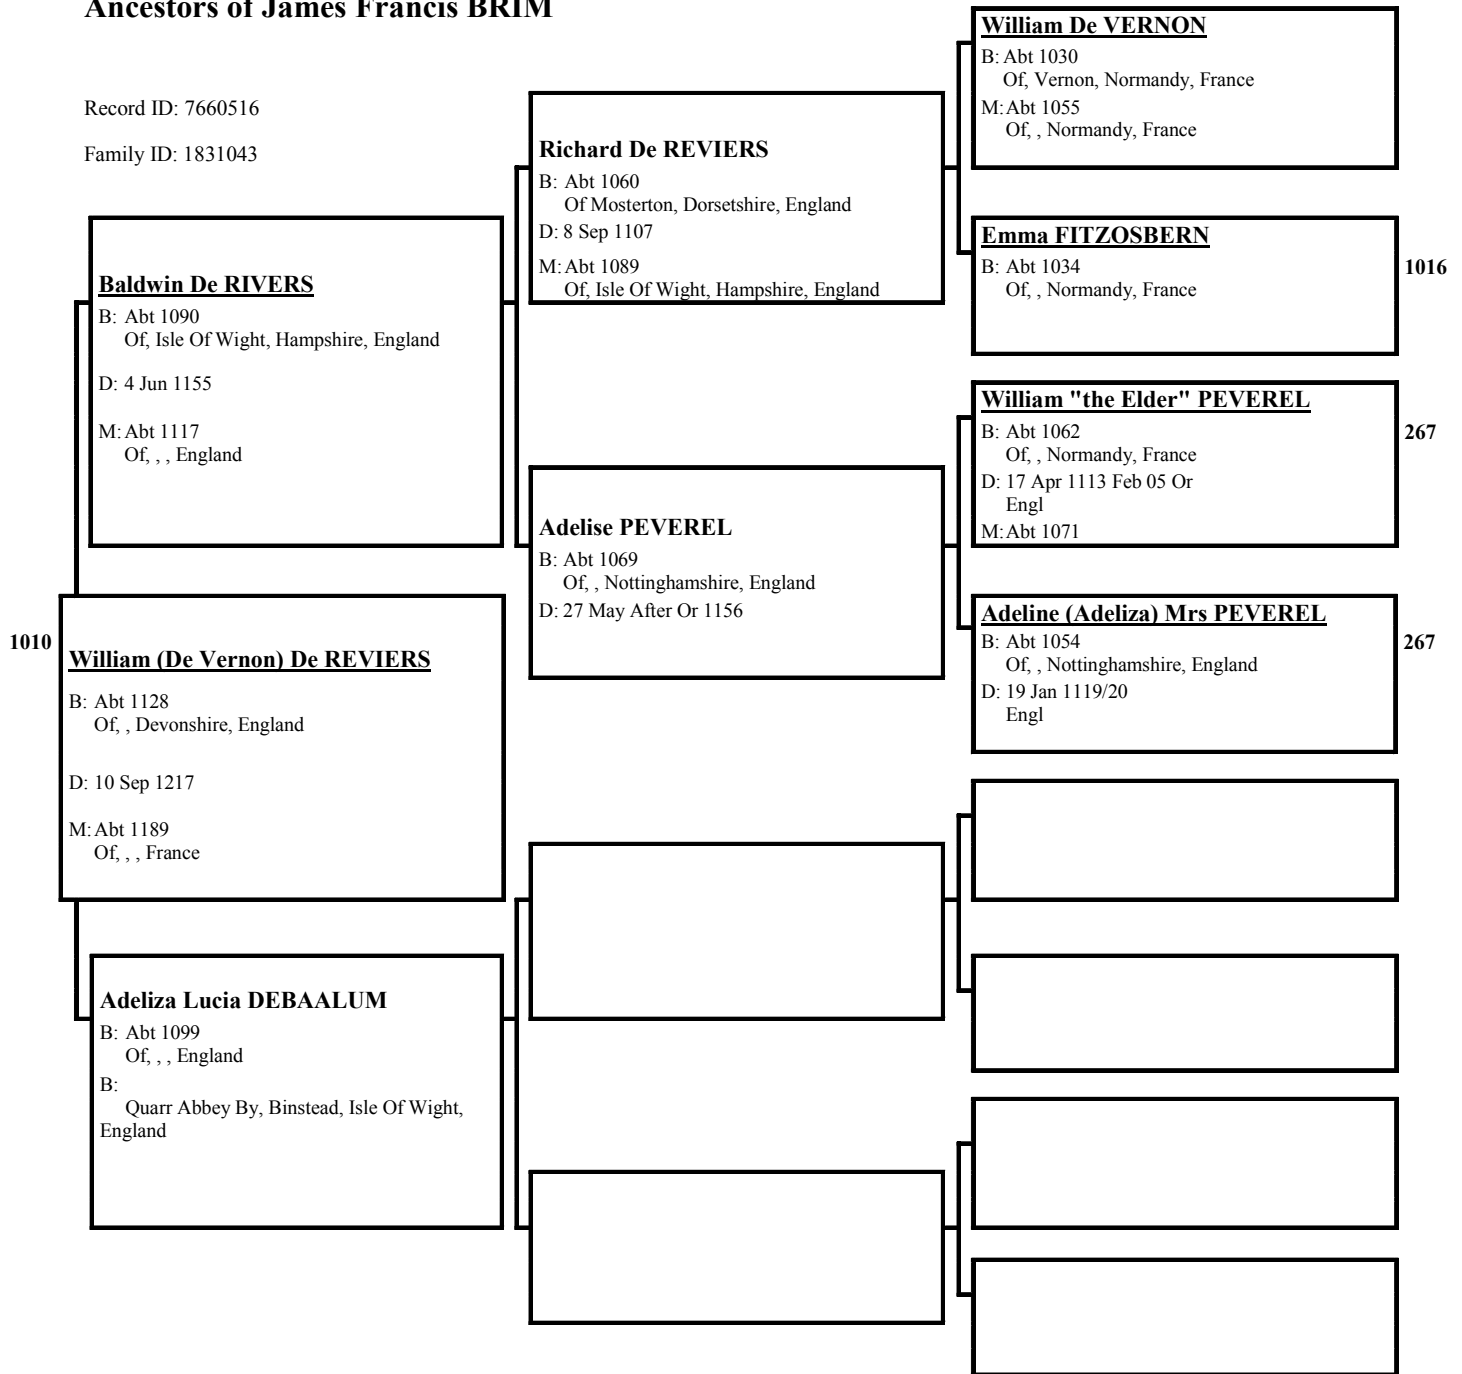 Ancestors of James Francis BRIM
Record ID: 7660516
Family ID: 1831043
William De VERNON
B: Abt 1030
Of, Vernon, Normandy, France
M: Abt 1055
Of, , Normandy, France
Richard De REVIERS
B: Abt 1060
Of Mosterton, Dorsetshire, England
D: 8 Sep 1107
M: Abt 1089
Of, Isle Of Wight, Hampshire, England
Emma FITZOSBERN
B: Abt 1034
Of, , Normandy, France
1016
Baldwin De RIVERS
B: Abt 1090
Of, Isle Of Wight, Hampshire, England
D: 4 Jun 1155
M: Abt 1117
Of, , , England
William "the Elder" PEVEREL
B: Abt 1062
Of, , Normandy, France
D: 17 Apr 1113 Feb 05 Or
Engl
M: Abt 1071
267
Adelise PEVEREL
B: Abt 1069
Of, , Nottinghamshire, England
D: 27 May After Or 1156
Adeline (Adeliza) Mrs PEVEREL
B: Abt 1054
Of, , Nottinghamshire, England
D: 19 Jan 1119/20
Engl
267
1010
William (De Vernon) De REVIERS
B: Abt 1128
Of, , Devonshire, England
D: 10 Sep 1217
M: Abt 1189
Of, , , France
Adeliza Lucia DEBAALUM
B: Abt 1099
Of, , , England
B:
Quarr Abbey By, Binstead, Isle Of Wight,
England